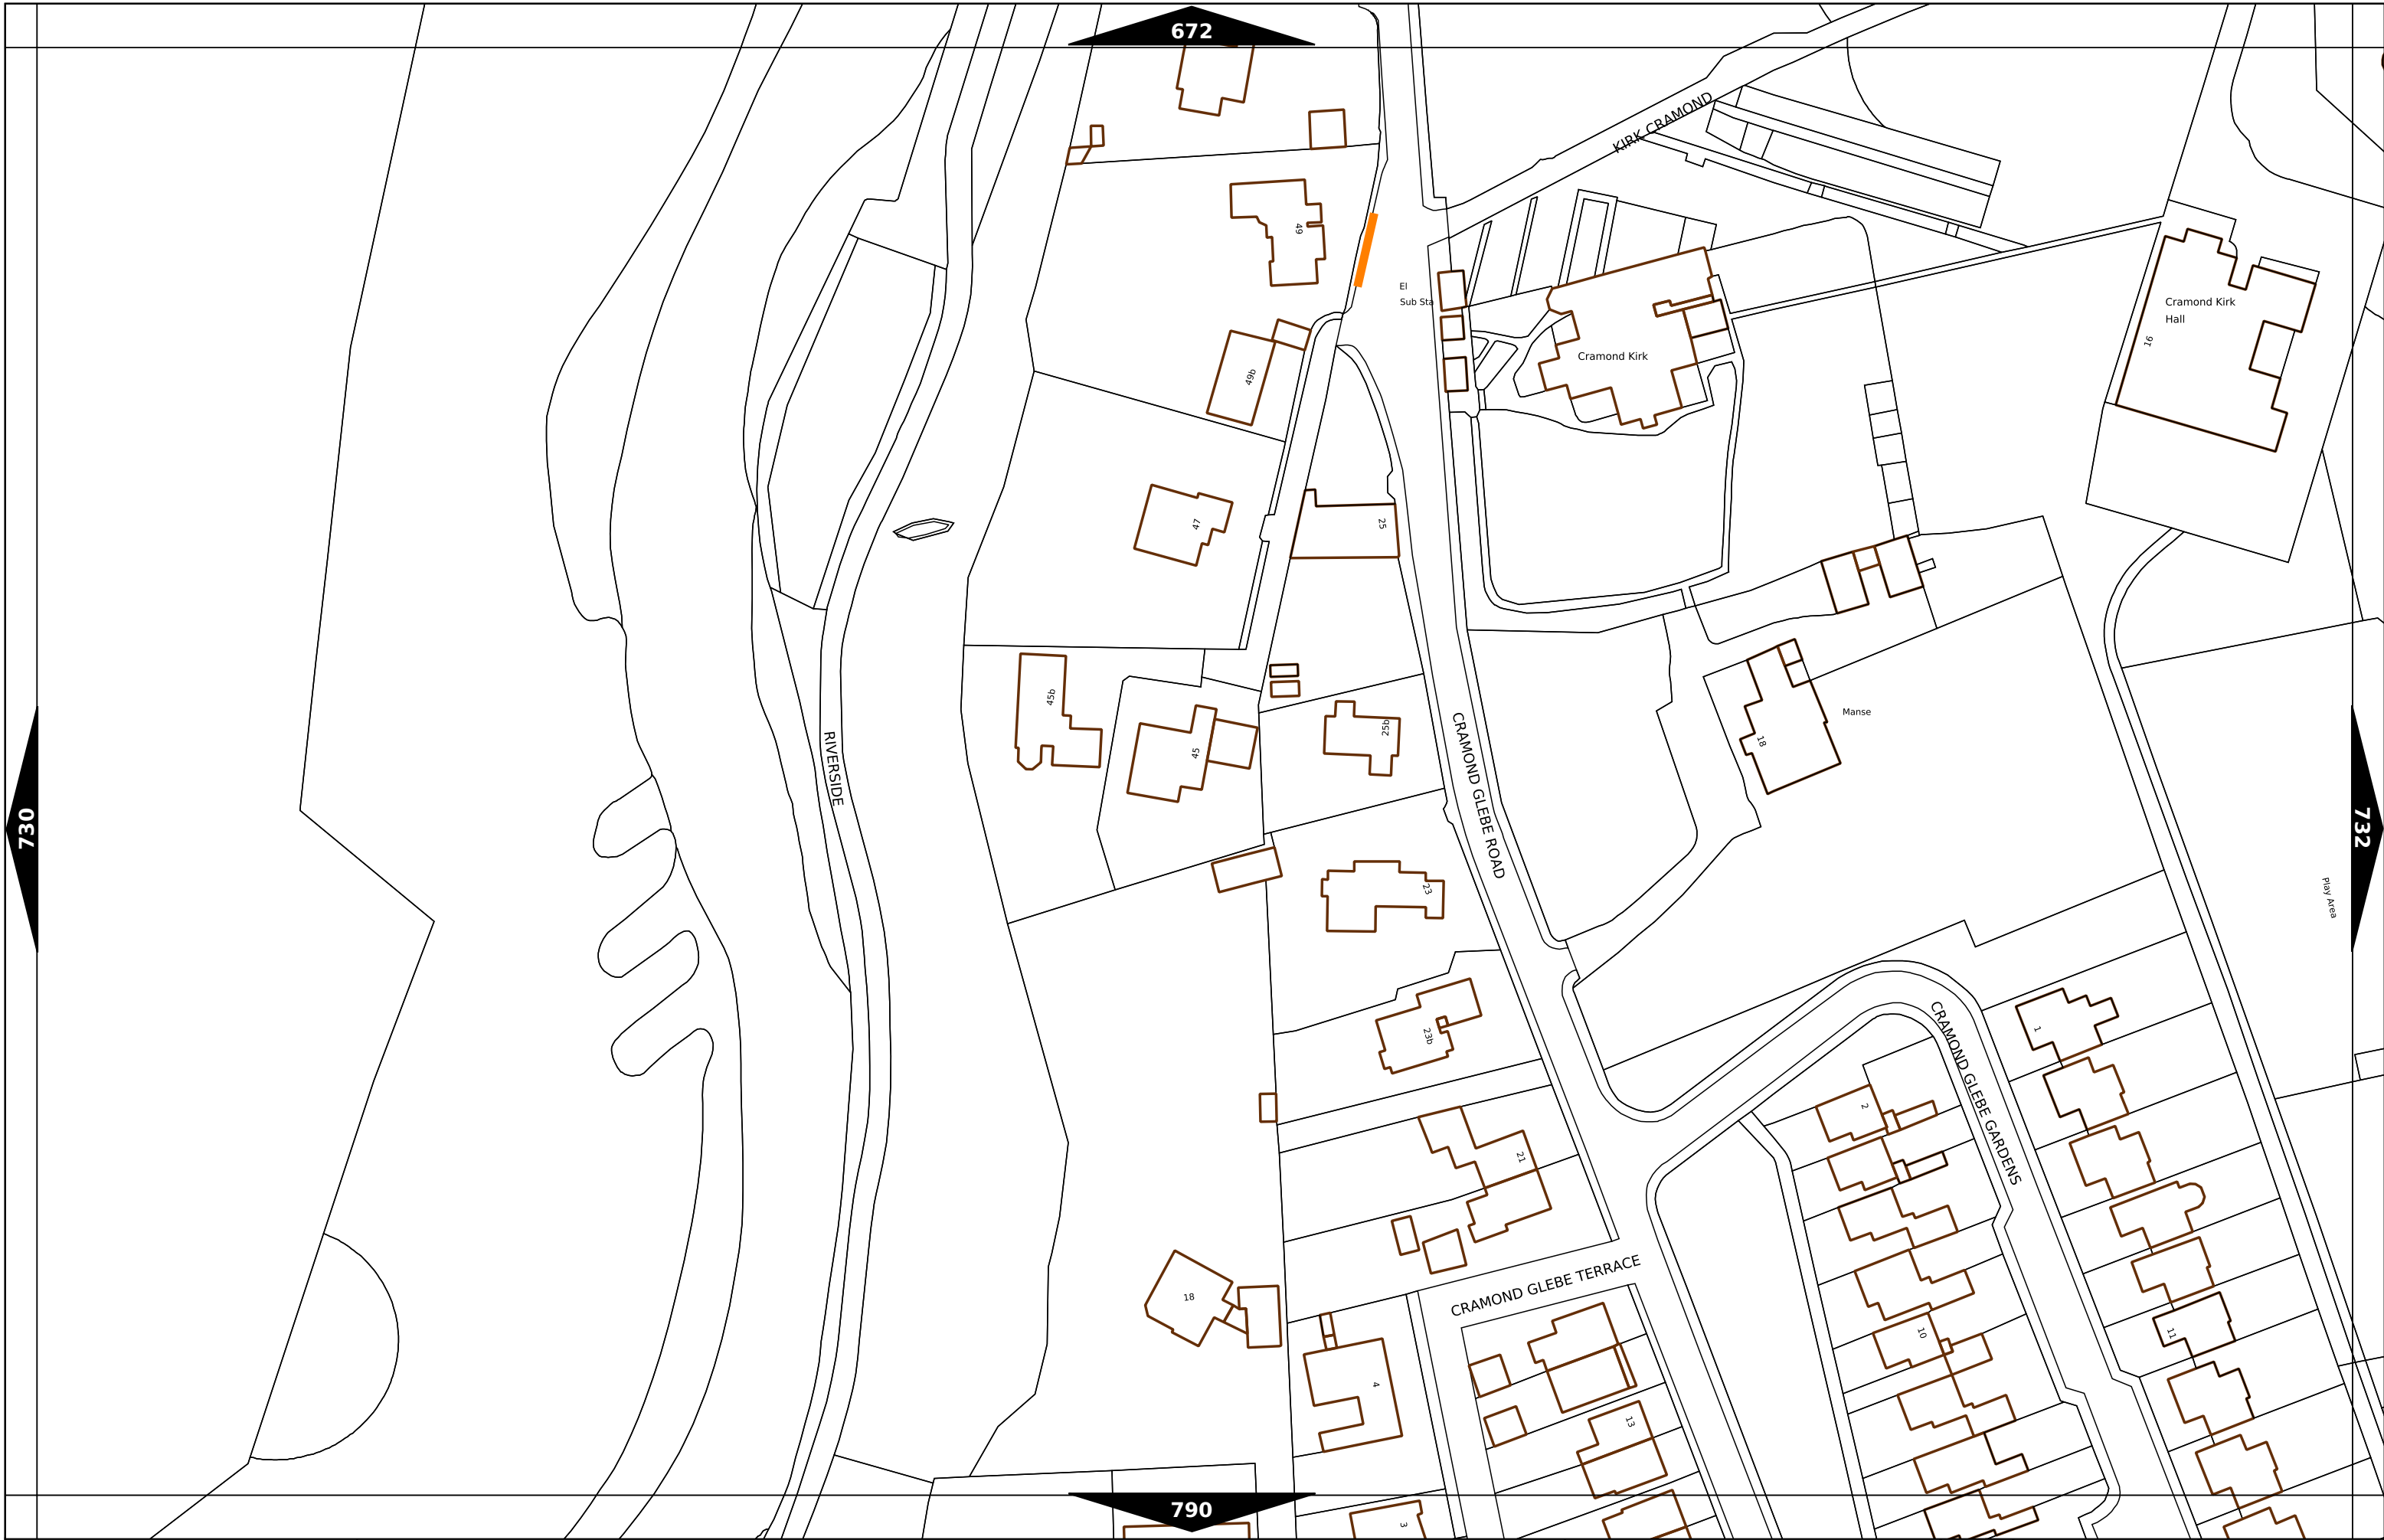 672
KIRK CRAMOND
49
El
Sub Sta
Cramond Kirk
Hall
16
Cramond Kirk
49b
47
25
45b
45
25b
Manse
18
RIVERSIDE
CRAMOND GLEBE ROAD
730
732
23
Play Area
23b
CRAMOND GLEBE GARDENS
1
2
21
CRAMOND GLEBE TERRACE
18
10
11
4
13
790
3